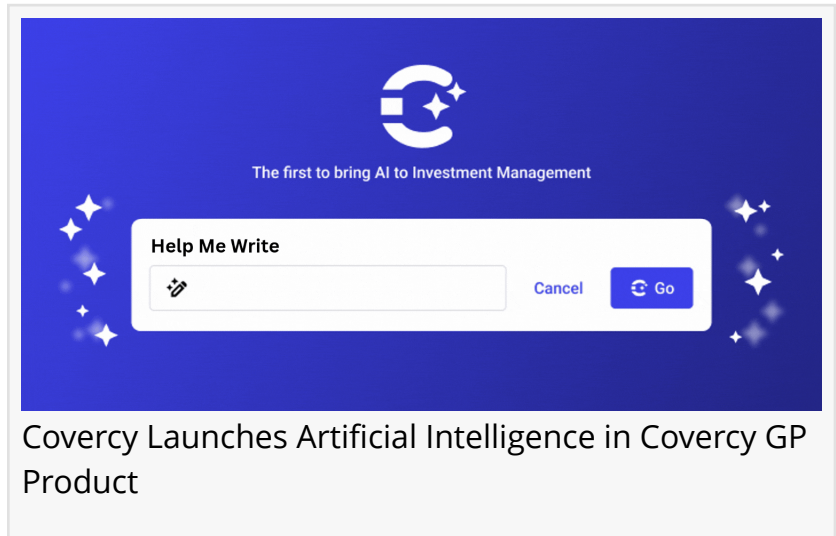 The first to bring AI to Investment Management
Help Me Write
Cancel
Go
Covercy Launches Artificial Intelligence in Covercy GP
Product